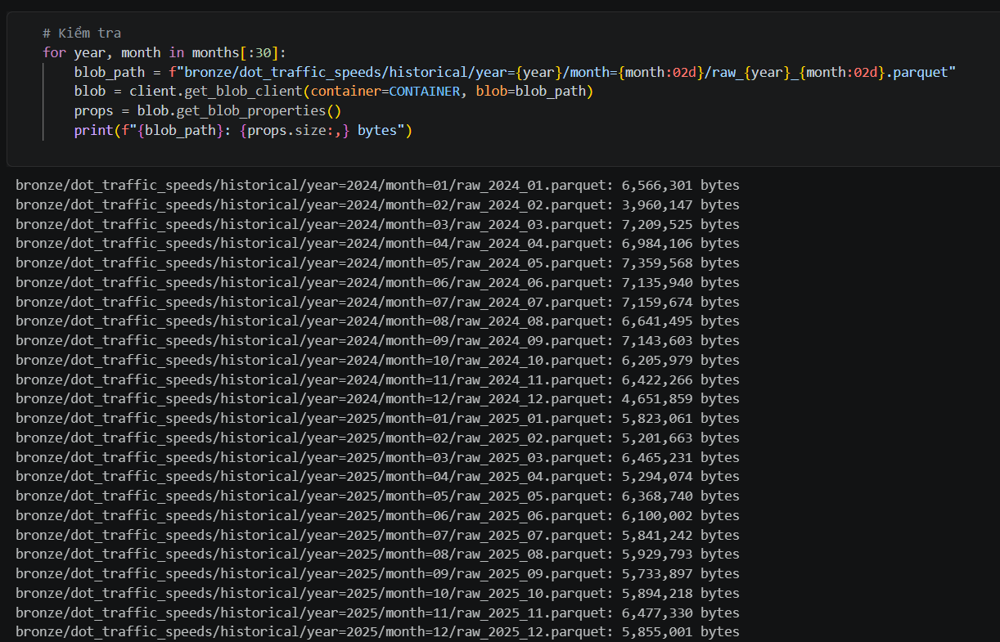 # Kiểm tra
for year, month in months[:30]:
    blob_path = f"bronze/dot_traffic_speeds/historical/year={year}/month={month:02d}/raw_{year}_{month:02d}.parquet"
    blob = client.get_blob_client(container=CONTAINER, blob=blob_path)
    props = blob.get_blob_properties()
    print(f"{blob_path}: {props.size:,} bytes")
bronze/dot_traffic_speeds/historical/year=2024/month=01/raw_2024_01.parquet: 6,566,301 bytes
bronze/dot_traffic_speeds/historical/year=2024/month=02/raw_2024_02.parquet: 3,960,147 bytes
bronze/dot_traffic_speeds/historical/year=2024/month=03/raw_2024_03.parquet: 7,209,525 bytes
bronze/dot_traffic_speeds/historical/year=2024/month=04/raw_2024_04.parquet: 6,984,106 bytes
bronze/dot_traffic_speeds/historical/year=2024/month=05/raw_2024_05.parquet: 7,359,568 bytes
bronze/dot_traffic_speeds/historical/year=2024/month=06/raw_2024_06.parquet: 7,135,940 bytes
bronze/dot_traffic_speeds/historical/year=2024/month=07/raw_2024_07.parquet: 7,159,674 bytes
bronze/dot_traffic_speeds/historical/year=2024/month=08/raw_2024_08.parquet: 6,641,495 bytes
bronze/dot_traffic_speeds/historical/year=2024/month=09/raw_2024_09.parquet: 7,143,603 bytes
bronze/dot_traffic_speeds/historical/year=2024/month=10/raw_2024_10.parquet: 6,205,979 bytes
bronze/dot_traffic_speeds/historical/year=2024/month=11/raw_2024_11.parquet: 6,422,266 bytes
bronze/dot_traffic_speeds/historical/year=2024/month=12/raw_2024_12.parquet: 4,651,859 bytes
bronze/dot_traffic_speeds/historical/year=2025/month=01/raw_2025_01.parquet: 5,823,061 bytes
bronze/dot_traffic_speeds/historical/year=2025/month=02/raw_2025_02.parquet: 5,201,663 bytes
bronze/dot_traffic_speeds/historical/year=2025/month=03/raw_2025_03.parquet: 6,465,231 bytes
bronze/dot_traffic_speeds/historical/year=2025/month=04/raw_2025_04.parquet: 5,294,074 bytes
bronze/dot_traffic_speeds/historical/year=2025/month=05/raw_2025_05.parquet: 6,368,740 bytes
bronze/dot_traffic_speeds/historical/year=2025/month=06/raw_2025_06.parquet: 6,100,002 bytes
bronze/dot_traffic_speeds/historical/year=2025/month=07/raw_2025_07.parquet: 5,841,242 bytes
bronze/dot_traffic_speeds/historical/year=2025/month=08/raw_2025_08.parquet: 5,929,793 bytes
bronze/dot_traffic_speeds/historical/year=2025/month=09/raw_2025_09.parquet: 5,733,897 bytes
bronze/dot_traffic_speeds/historical/year=2025/month=10/raw_2025_10.parquet: 5,894,218 bytes
bronze/dot_traffic_speeds/historical/year=2025/month=11/raw_2025_11.parquet: 6,477,330 bytes
bronze/dot_traffic_speeds/historical/year=2025/month=12/raw_2025_12.parquet: 5,855,001 bytes